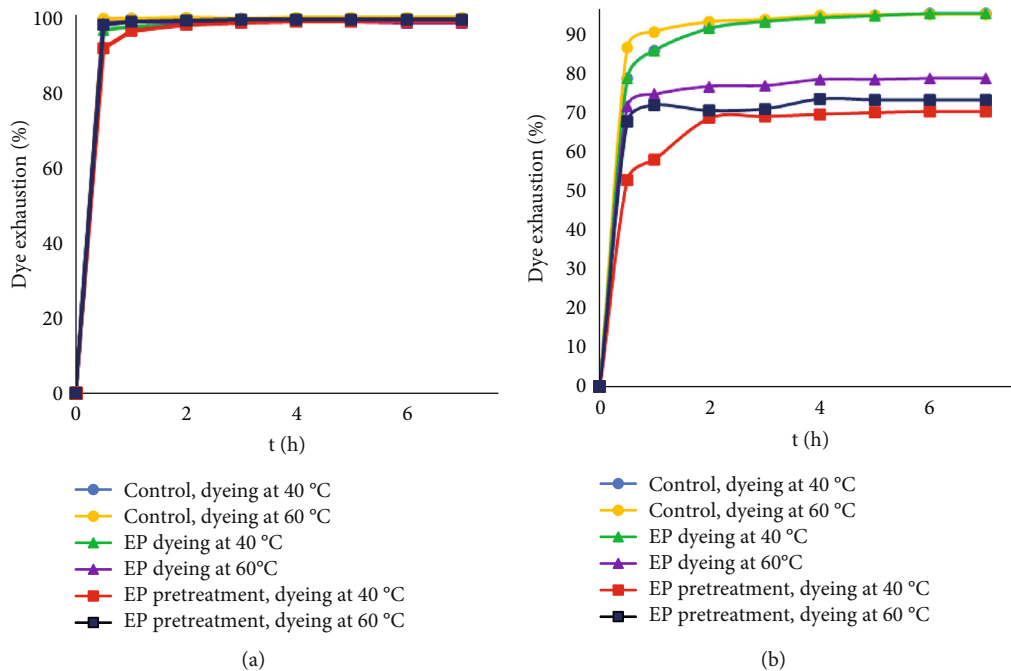 100
80
60
40
20
0
Dye exhaustion (%)
0 2 4 6
t (h)
Control, dyeing at 40 °C
Control, dyeing at 60 °C
EP dyeing at 40 °C
EP dyeing at 60°C
EP pretreatment, dyeing at 40 °C
EP pretreatment, dyeing at 60 °C
(a)
90
80
70
60
50
40
30
20
10
0
Dye exhaustion (%)
0 2 4 6
t (h)
Control, dyeing at 40 °C
Control, dyeing at 60 °C
EP dyeing at 40 °C
EP dyeing at 60°C
EP pretreatment, dyeing at 40 °C
EP pretreatment, dyeing at 60 °C
(b)